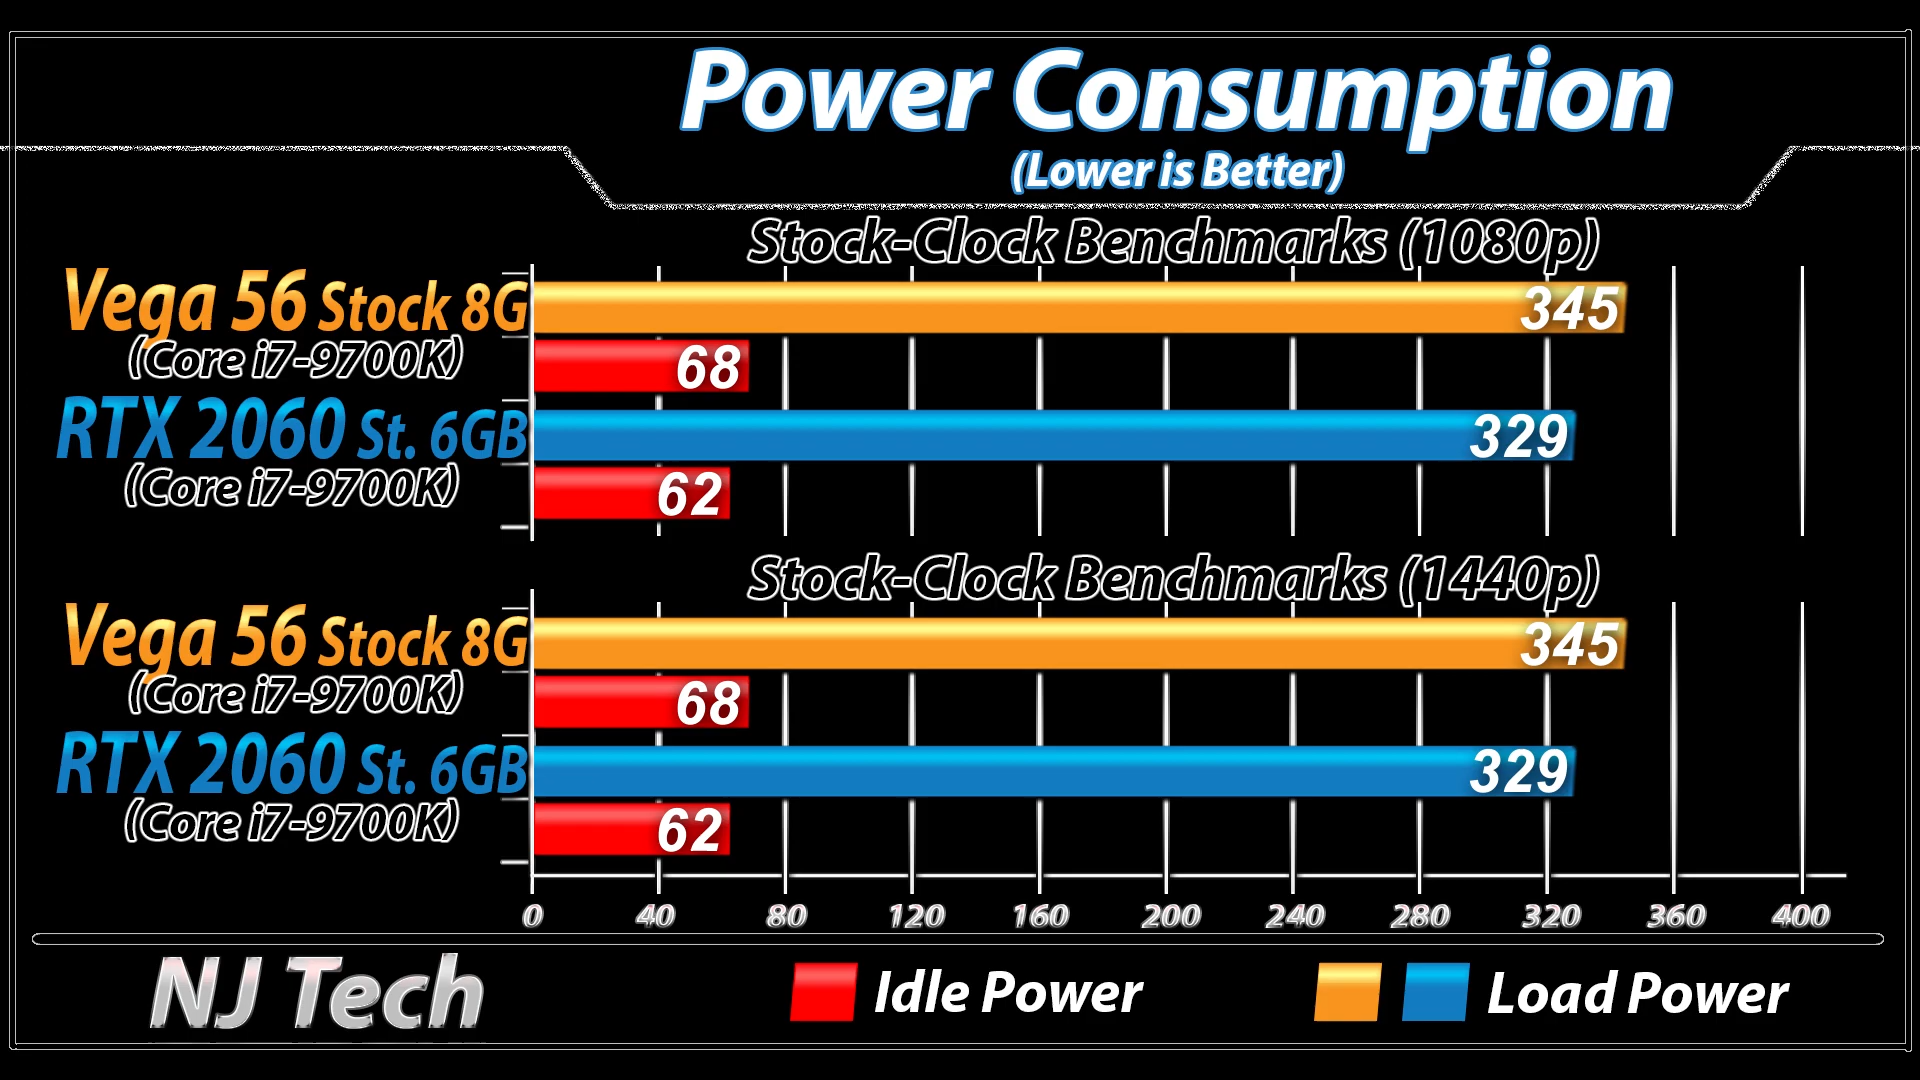 Power Consumption
(Lower is Better)
Stock-Clock Benchmarks (1080p)
Vega 56 Stock 8G
345
(Core i7-9700K)
68
RTX 2060 St. 6GB
329
(Core i7-9700K)
62
Stock-Clock Benchmarks (1440p)
Vega 56 Stock 8G
345
(Core i7-9700K)
68
RTX 2060 St. 6GB
329
(Core i7-9700K)
62
0 40 80 120 160 200 240 280 320 360 400
NJ Tech
Idle Power
Load Power